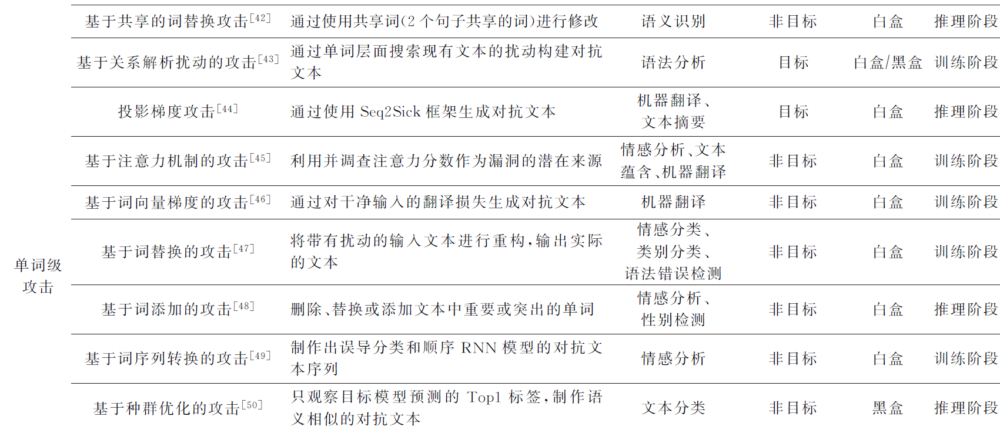 基于共享的词替换攻击[42] 通过使用共享词(2个句子共享的词)进行修改 语义识别 非目标 白盒 推理阶段
基于关系解析扰动的攻击[43] 通过单词层面搜索现有文本的扰动构建对抗
文本 语法分析 目标 白盒/黑盒 训练阶段
投影梯度攻击[44] 通过使用 Seq2Sick 框架生成对抗文本 机器翻译、
文本摘要 目标 白盒 推理阶段
基于注意力机制的攻击[45] 利用并调查注意力分数作为漏洞的潜在来源 情感分析、文本
蕴含、机器翻译 非目标 白盒 训练阶段
基于词向量梯度的攻击[46] 通过对干净输入的翻译损失生成对抗文本 机器翻译 非目标 白盒 训练阶段
单词级
攻击
基于词替换的攻击[47] 将带有扰动的输入文本进行重构,输出实际
的文本 情感分类、
类别分类、
语法错误检测 非目标 白盒 训练阶段
基于词添加的攻击[48] 删除、替换或添加文本中重要或突出的单词 情感分析、
性别检测 非目标 白盒 推理阶段
基于词序列转换的攻击[49] 制作出误导分类和顺序 RNN 模型的对抗文
本序列 情感分析 非目标 白盒 训练阶段
基于种群优化的攻击[50] 只观察目标模型预测的 Top1 标签,制作语
义相似的对抗文本 文本分类 非目标 黑盒 推理阶段